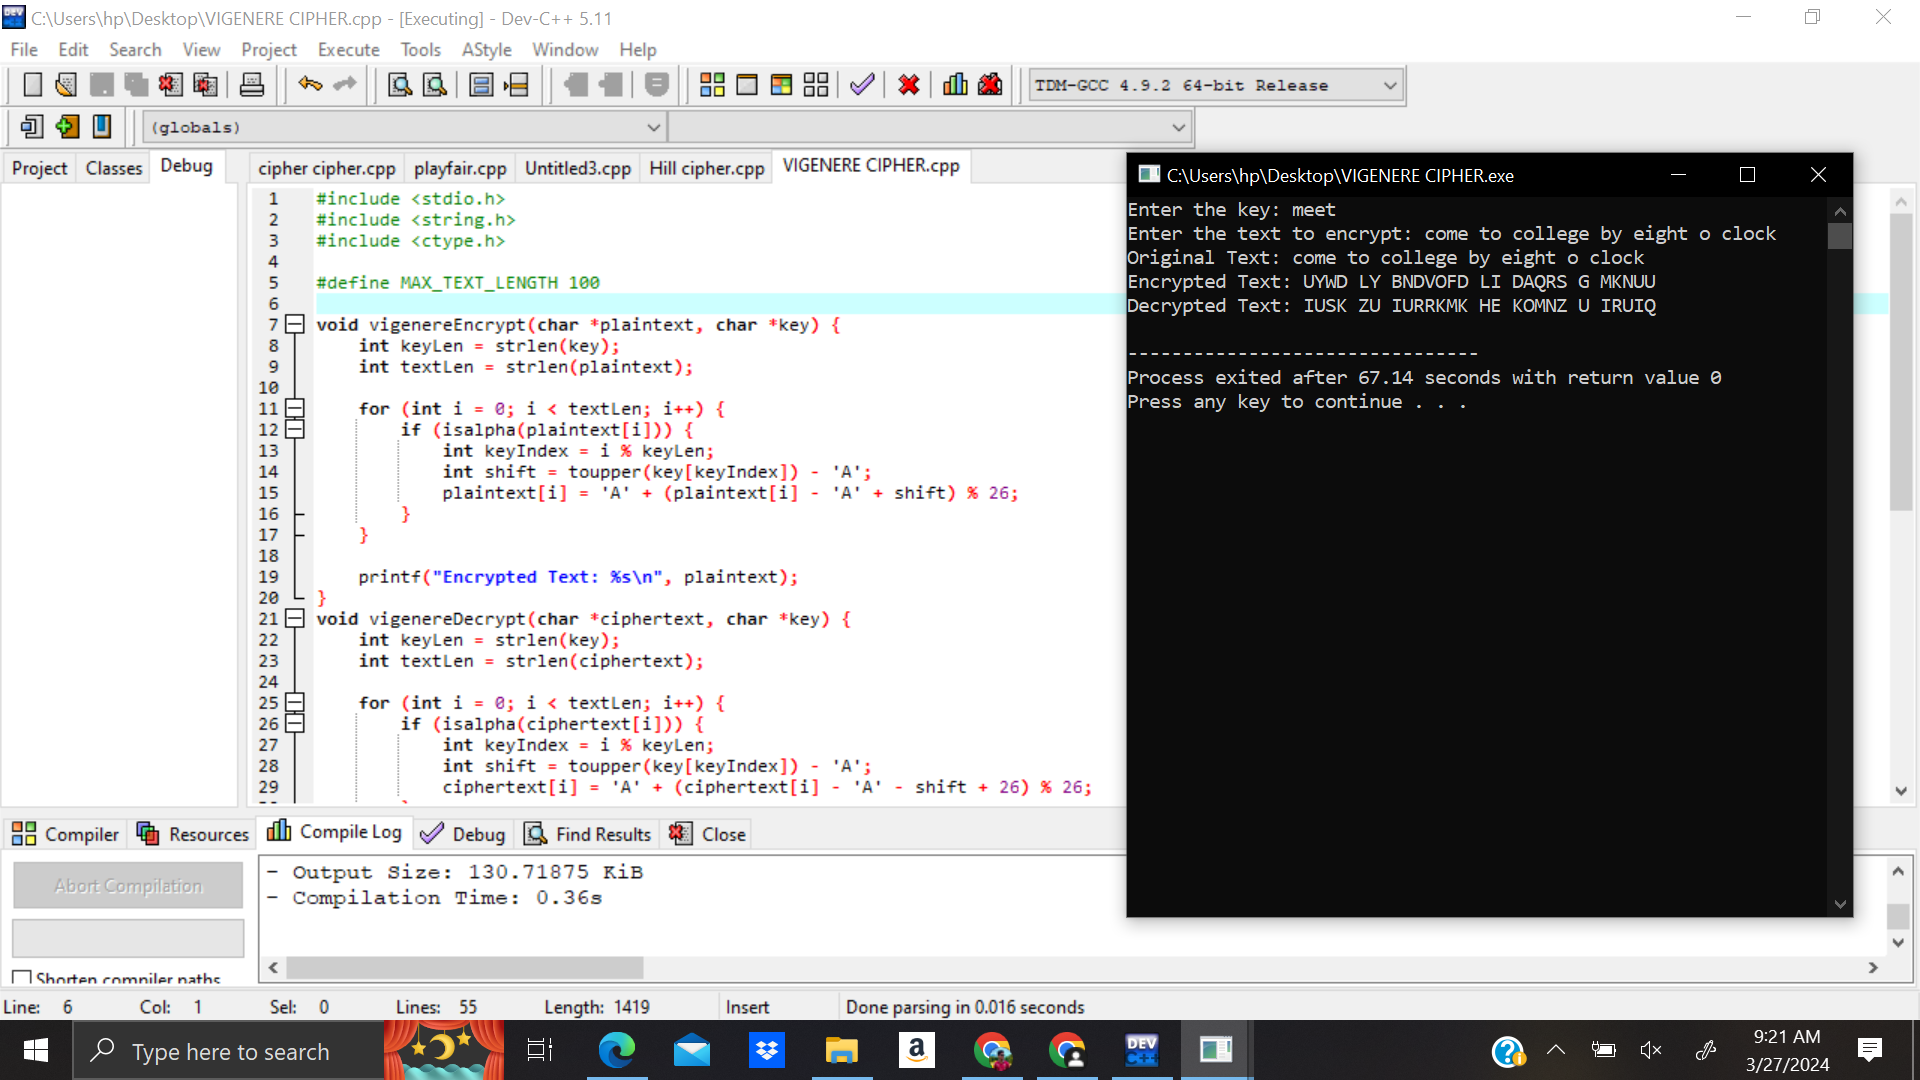 C:\Users\hp\Desktop\VIGENERE CIPHER.cpp - [Executing] - Dev-C++ 5.11
File Edit Search View Project Execute Tools AStyle Window Help
TDM-GCC 4.9.2 64-bit Release
(globals)
Project Classes Debug
cipher cipher.cpp playfair.cpp Untitled3.cpp Hill cipher.cpp VIGENERE CIPHER.cpp
1 #include <stdio.h>
2 #include <string.h>
3 #include <ctype.h>
4
5 #define MAX_TEXT_LENGTH 100
6
7 void vigenereEncrypt(char *plaintext, char *key) {
8 int keyLen = strlen(key);
9 int textLen = strlen(plaintext);
10
11 for (int i = 0; i < textLen; i++) {
12 if (isalpha(plaintext[i])) {
13 int keyIndex = i % keyLen;
14 int shift = toupper(key[keyIndex]) - 'A';
15 plaintext[i] = 'A' + (plaintext[i] - 'A' + shift) % 26;
16 }
17 }
18
19 printf("Encrypted Text: %s\n", plaintext);
20 }
21 void vigenereDecrypt(char *ciphertext, char *key) {
22 int keyLen = strlen(key);
23 int textLen = strlen(ciphertext);
24
25 for (int i = 0; i < textLen; i++) {
26 if (isalpha(ciphertext[i])) {
27 int keyIndex = i % keyLen;
28 int shift = toupper(key[keyIndex]) - 'A';
29 ciphertext[i] = 'A' + (ciphertext[i] - 'A' - shift + 26) % 26;
C:\Users\hp\Desktop\VIGENERE CIPHER.exe
Enter the key: meet
Enter the text to encrypt: come to college by eight o clock
Original Text: come to college by eight o clock
Encrypted Text: UYWD LY BNDVOFD LI DAQRS G MKNUU
Decrypted Text: IUSK ZU IURRKMK HE KOMNZ U IRUIQ
--------------------------------
Process exited after 67.14 seconds with return value 0
Press any key to continue . . .
Compiler Resources Compile Log Debug Find Results Close
Abort Compilation
Shorten compiler paths
- Output Size: 130.71875 KiB
- Compilation Time: 0.36s
Line: 6 Col: 1 Sel: 0 Lines: 55 Length: 1419 Insert Done parsing in 0.016 seconds
Type here to search
DEV C++
9:21 AM
3/27/2024